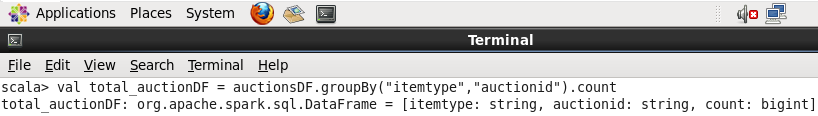 Applications Places System
Terminal
File Edit View Search Terminal Help
scala> val total_auctionDF = auctionsDF.groupBy("itemtype","auctionid").count
total_auctionDF: org.apache.spark.sql.DataFrame = [itemtype: string, auctionid: string, count: bigint]